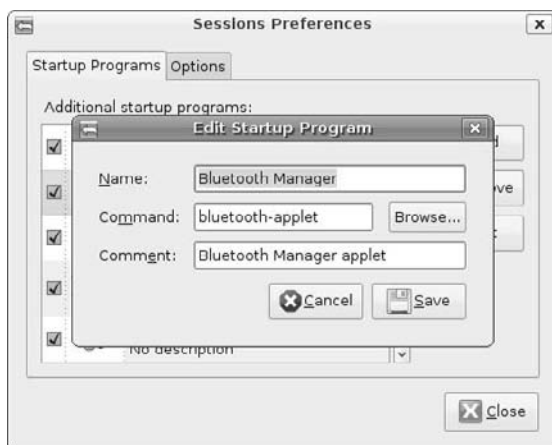 Sessions Preferences
Startup Programs
Options
Additional startup programs:
Edit Startup Program
Name:
Bluetooth Manager
Command:
bluetooth-applet
Browse...
Comment:
Bluetooth Manager applet
Cancel
Save
No description
Close